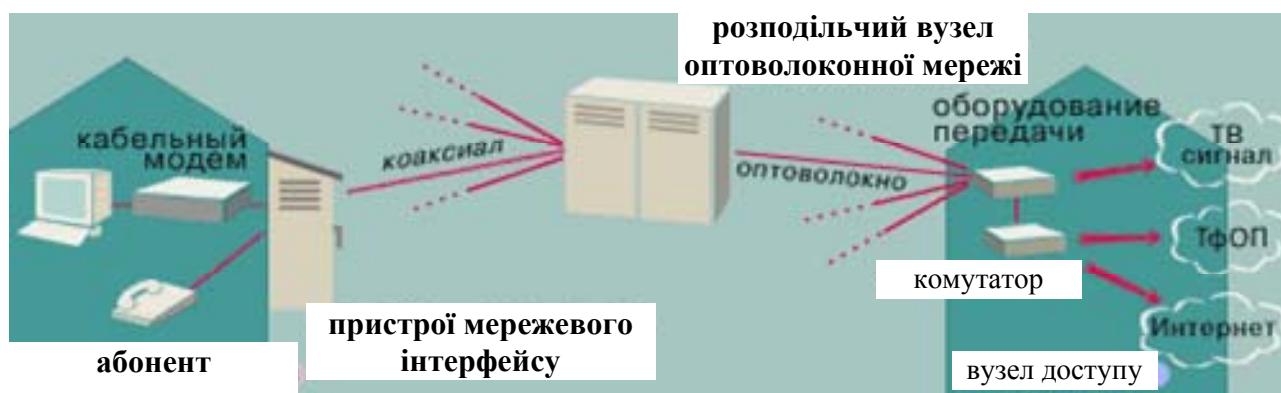 розподільчий вузел
оптоволоконної мережі
оборудование
передачи
ТВ
сигнал
кабельный
модем
коаксиал
оптоволокно
ТфОП
комутатор
Интернет
пристрої мережевого
інтерфейсу
абонент
вузел доступу